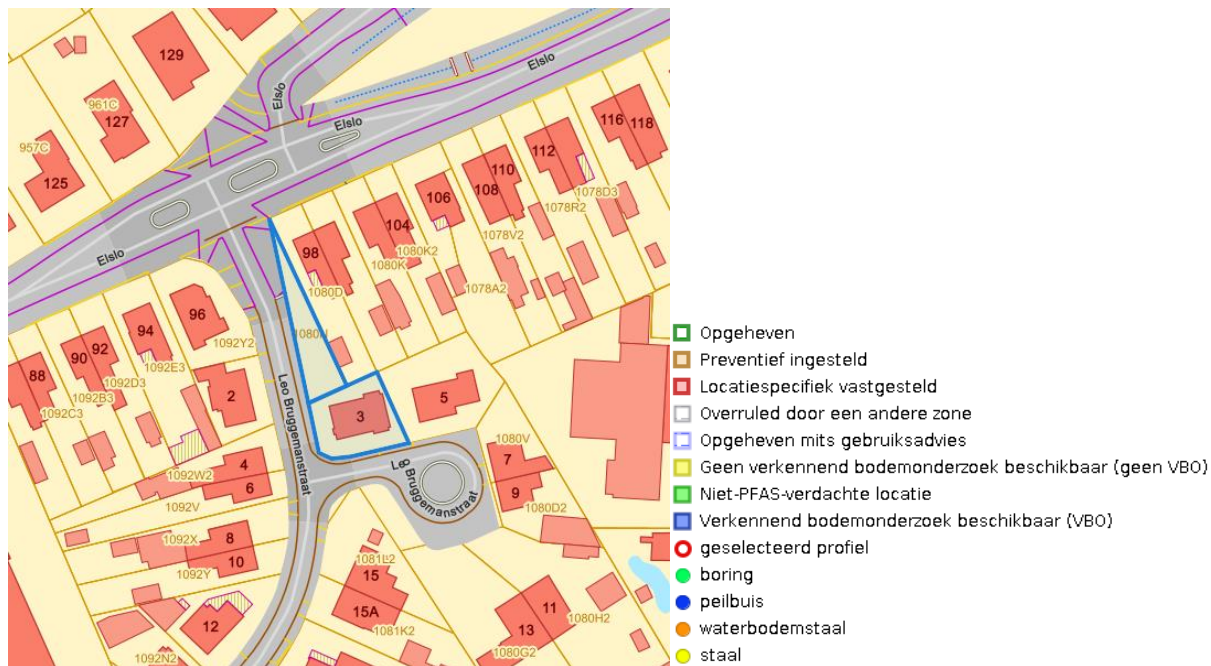 129
961C
127
957C
125
Elslo
Elslo
Elslo
Elslo
116
118
112
110
108
1078D3
1078R2
106
104
1078V2
1080K2
1080K
98
1080D
1078A2
96
94
1092Y2
92
90
1092E3
1092D3
88
1092B3
1092C3
2
Leo Bruggemanstraat
3
5
1092W2
4
6
1092V
Leo Bruggemanstraat
1080V
7
9
1080D2
1092X
8
10
1092Y
1081L2
15
15A
1081K2
11
13
1080H2
1080G2
12
1092N2
Opgeheven
Preventief ingesteld
Locatiespecifiek vastgesteld
Overruled door een andere zone
Opgeheven mits gebruiksadvies
Geen verkennend bodemonderzoek beschikbaar (geen VBO)
Niet-PFAS-verdachte locatie
Verkennend bodemonderzoek beschikbaar (VBO)
geselecteerd profiel
boring
peilbuis
waterbodemstaal
staal